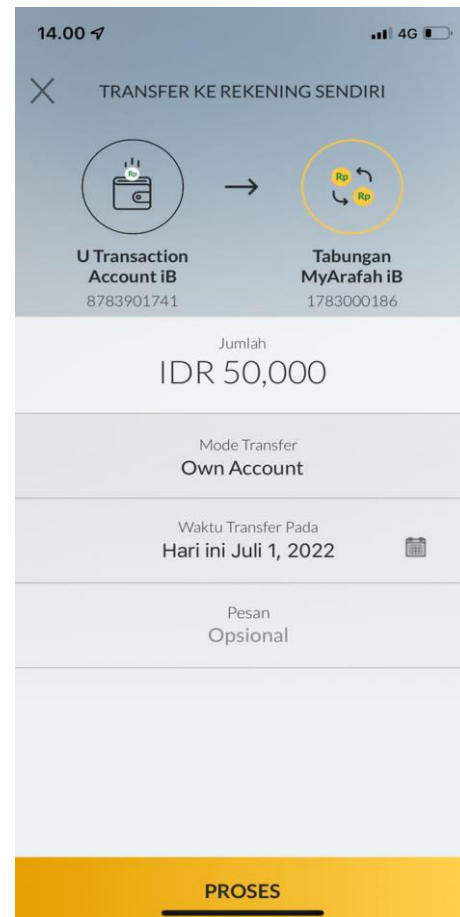 14.00 4G
TRANSFER KE REKENING SENDIRI
Rp Rp Rp
U Transaction Account iB
8783901741
Tabungan MyArafah iB
1783000186
Jumlah
IDR 50,000
Mode Transfer
Own Account
Waktu Transfer Pada
Hari ini Juli 1, 2022
Pesan
Opsional
PROSES